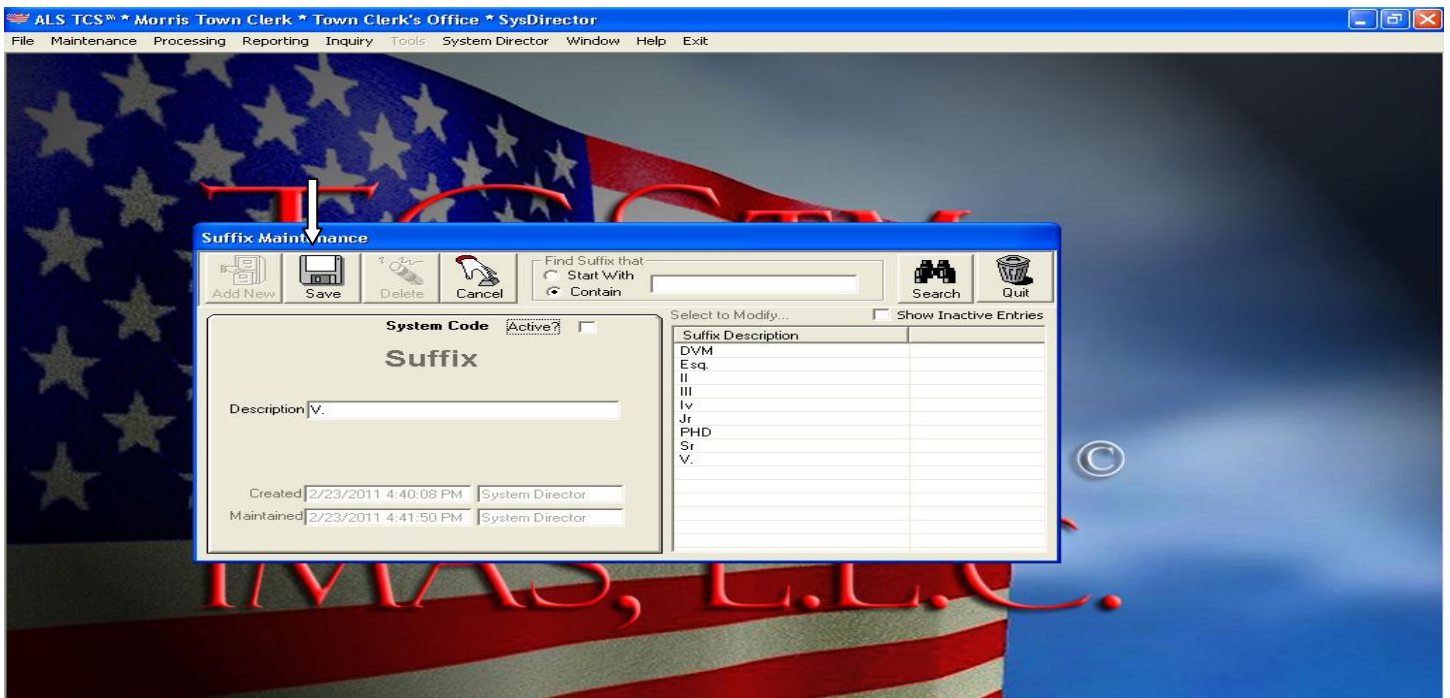 ALS TCS™ * Morris Town Clerk * Town Clerk's Office * SysDirector
File Maintenance Processing Reporting Inquiry Tools System Director Window Help Exit
Suffix Maintenance
Add New Save Delete Cancel
Find Suffix that
Start With
Contain
Search Quit
System Code Active?
Suffix
Description V.
Created 2/23/2011 4:40:08 PM System Director
Maintained 2/23/2011 4:41:50 PM System Director
Select to Modify... Show Inactive Entries
Suffix Description
DVM
Esq.
II
III
Iv
Jr
PHD
Sr
V.
©
IMAS, L.L.C.